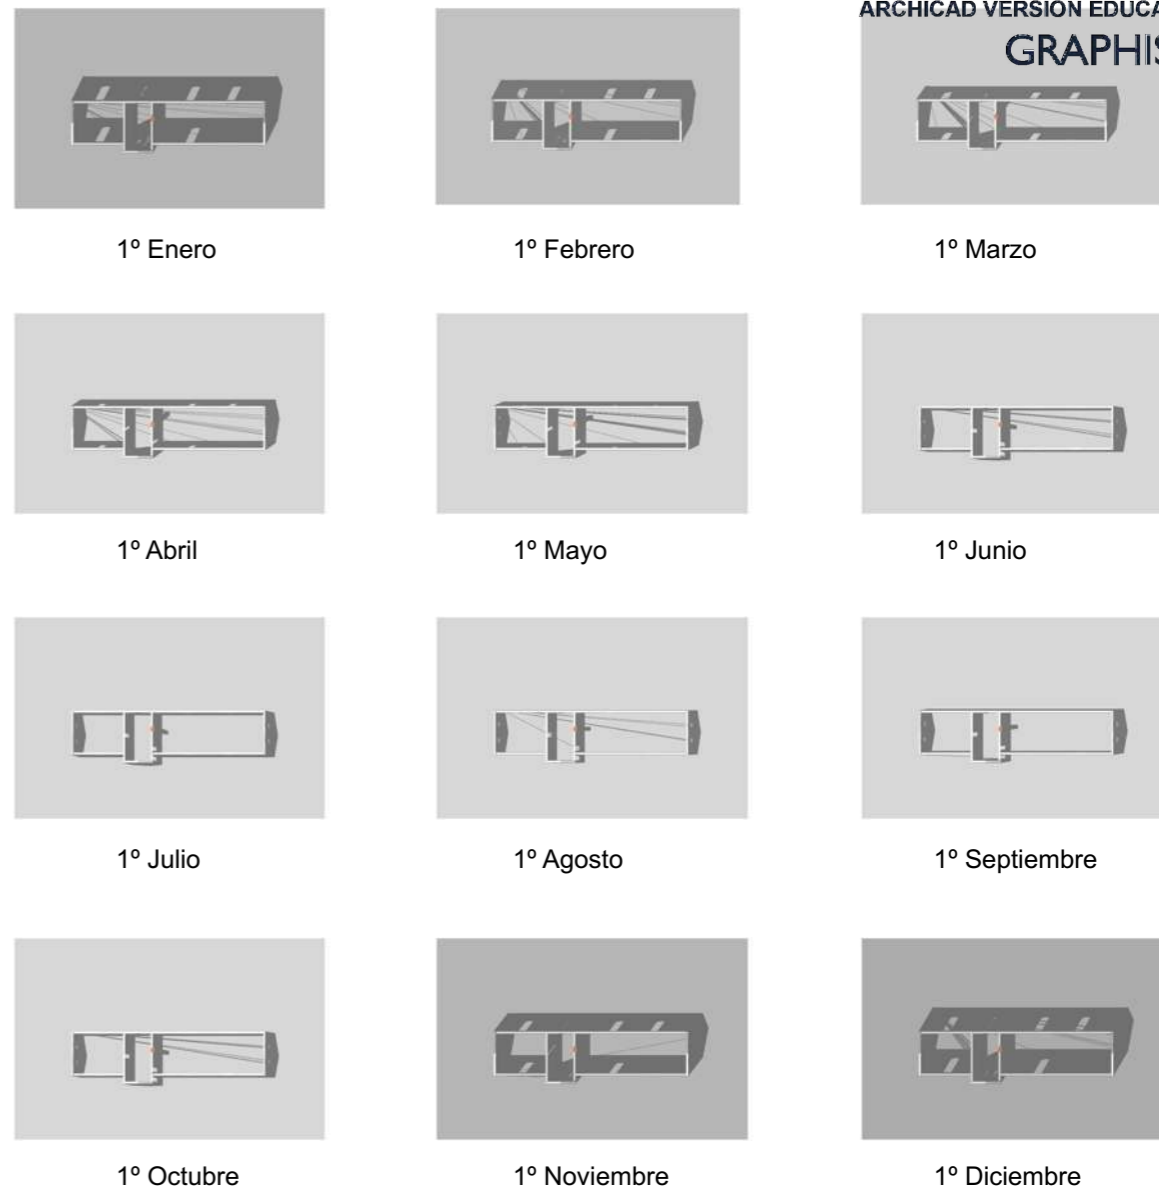 ARCHICAD VERSION EDUCA
GRAPHIS
1º Enero
1º Febrero
1º Marzo
1º Abril
1º Mayo
1º Junio
1º Julio
1º Agosto
1º Septiembre
1º Octubre
1º Noviembre
1º Diciembre